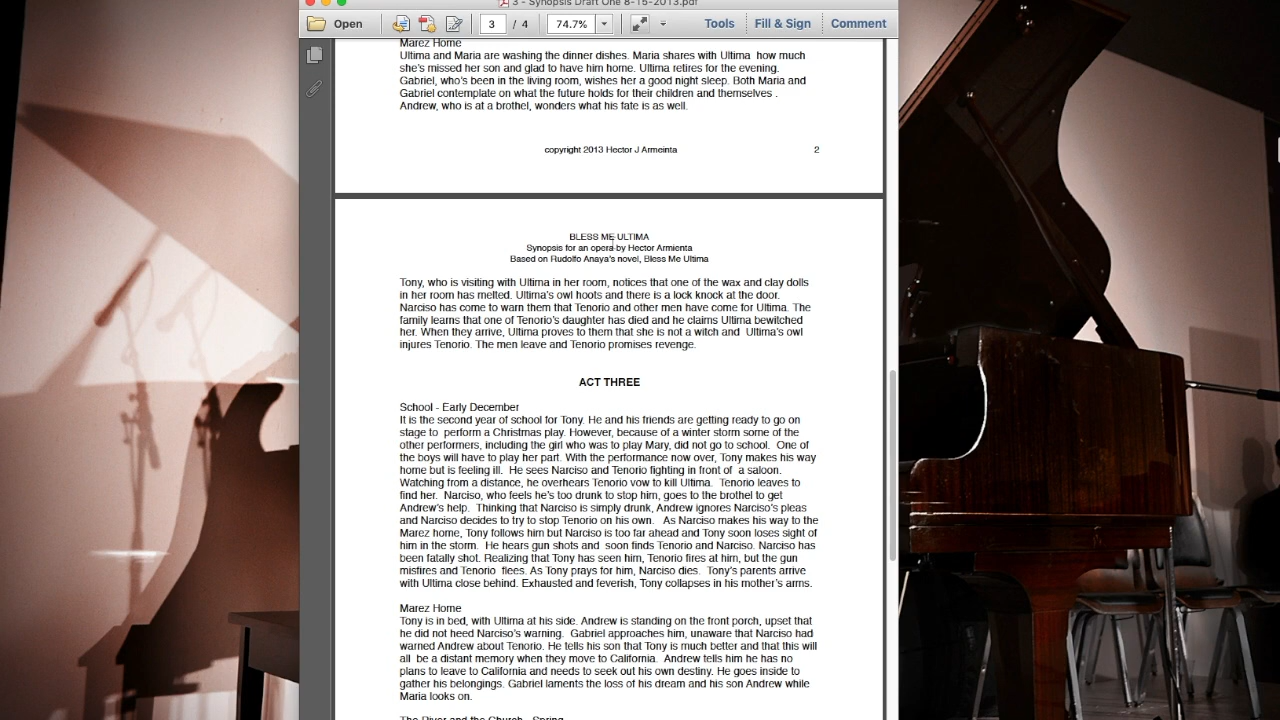 3 - Synopsis Draft One 8-15-2013.pdf
Open
3 / 4
74.7%
Tools
Fill & Sign
Comment
Marez Home
Ultima and Maria are washing the dinner dishes. Maria shares with Ultima how much
she's missed her son and glad to have him home. Ultima retires for the evening.
Gabriel, who's been in the living room, wishes her a good night sleep. Both Maria and
Gabriel contemplate on what the future holds for their children and themselves .
Andrew, who is at a brothel, wonders what his fate is as well.
copyright 2013 Hector J Armeinta 2
BLESS ME ULTIMA
Synopsis for an opera by Hector Armienta
Based on Rudolfo Anaya's novel, Bless Me Ultima
Tony, who is visiting with Ultima in her room, notices that one of the wax and clay dolls
in her room has melted. Ultima's owl hoots and there is a lock knock at the door.
Narciso has come to warn them that Tenorio and other men have come for Ultima. The
family learns that one of Tenorio's daughter has died and he claims Ultima bewitched
her. When they arrive, Ultima proves to them that she is not a witch and Ultima's owl
injures Tenorio. The men leave and Tenorio promises revenge.
ACT THREE
School - Early December
It is the second year of school for Tony. He and his friends are getting ready to go on
stage to perform a Christmas play. However, because of a winter storm some of the
other performers, including the girl who was to play Mary, did not go to school. One of
the boys will have to play her part. With the performance now over, Tony makes his way
home but is feeling ill. He sees Narciso and Tenorio fighting in front of a saloon.
Watching from a distance, he overhears Tenorio vow to kill Ultima. Tenorio leaves to
find her. Narciso, who feels he's too drunk to stop him, goes to the brothel to get
Andrew's help. Thinking that Narciso is simply drunk, Andrew ignores Narciso's pleas
and Narciso decides to try to stop Tenorio on his own. As Narciso makes his way to the
Marez home, Tony follows him but Narciso is too far ahead and Tony soon loses sight of
him in the storm. He hears gun shots and soon finds Tenorio and Narciso. Narciso has
been fatally shot. Realizing that Tony has seen him, Tenorio fires at him, but the gun
misfires and Tenorio flees. As Tony prays for him, Narciso dies. Tony's parents arrive
with Ultima close behind. Exhausted and feverish, Tony collapses in his mother's arms.
Marez Home
Tony is in bed, with Ultima at his side. Andrew is standing on the front porch, upset that
he did not heed Narciso's warning. Gabriel approaches him, unaware that Narciso had
warned Andrew about Tenorio. He tells his son that Tony is much better and that this will
all be a distant memory when they move to California. Andrew tells him he has no
plans to leave to California and needs to seek out his own destiny. He goes inside to
gather his belongings. Gabriel laments the loss of his dream and his son Andrew while
Maria looks on.
The River and the Church - Spring